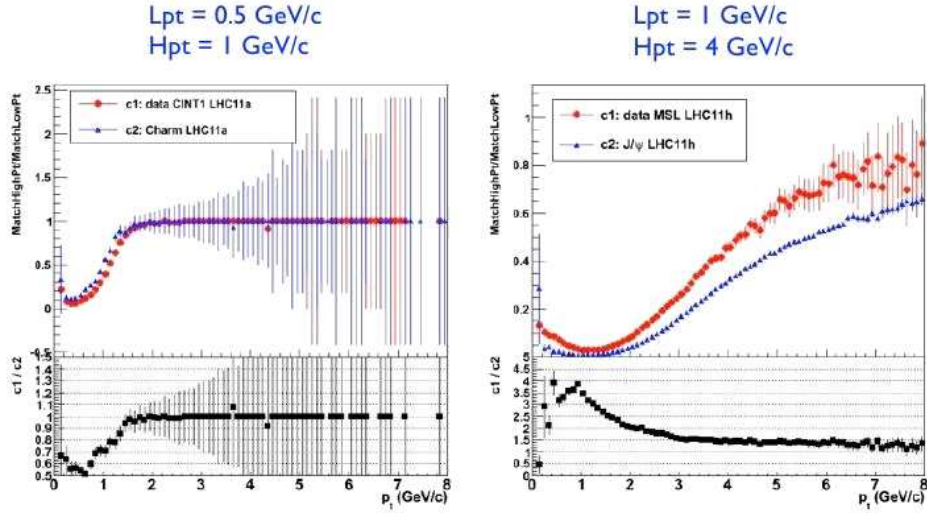 Lpt = 0.5 GeV/c
Hpt = 1 GeV/c
MatchHighPt/MatchLowPt
2.5
2
1.5
1
0.5
0
-0.5
c1: data CINT1 LHC11a
c2: Charm LHC11a
c1 / c2
1.5
1.4
1.3
1.2
1.1
1
0.9
0.8
0.7
0.6
0.5
0 1 2 3 4 5 6 7 8
p_t (GeV/c)
Lpt = 1 GeV/c
Hpt = 4 GeV/c
MatchHighPt/MatchLowPt
1
0.8
0.6
0.4
0.2
c1: data MSL LHC11h
c2: J/ψ LHC11h
c1 / c2
5
4.5
4
3.5
3
2.5
2
1.5
1
0.5
0 1 2 3 4 5 6 7 8
p_t (GeV/c)